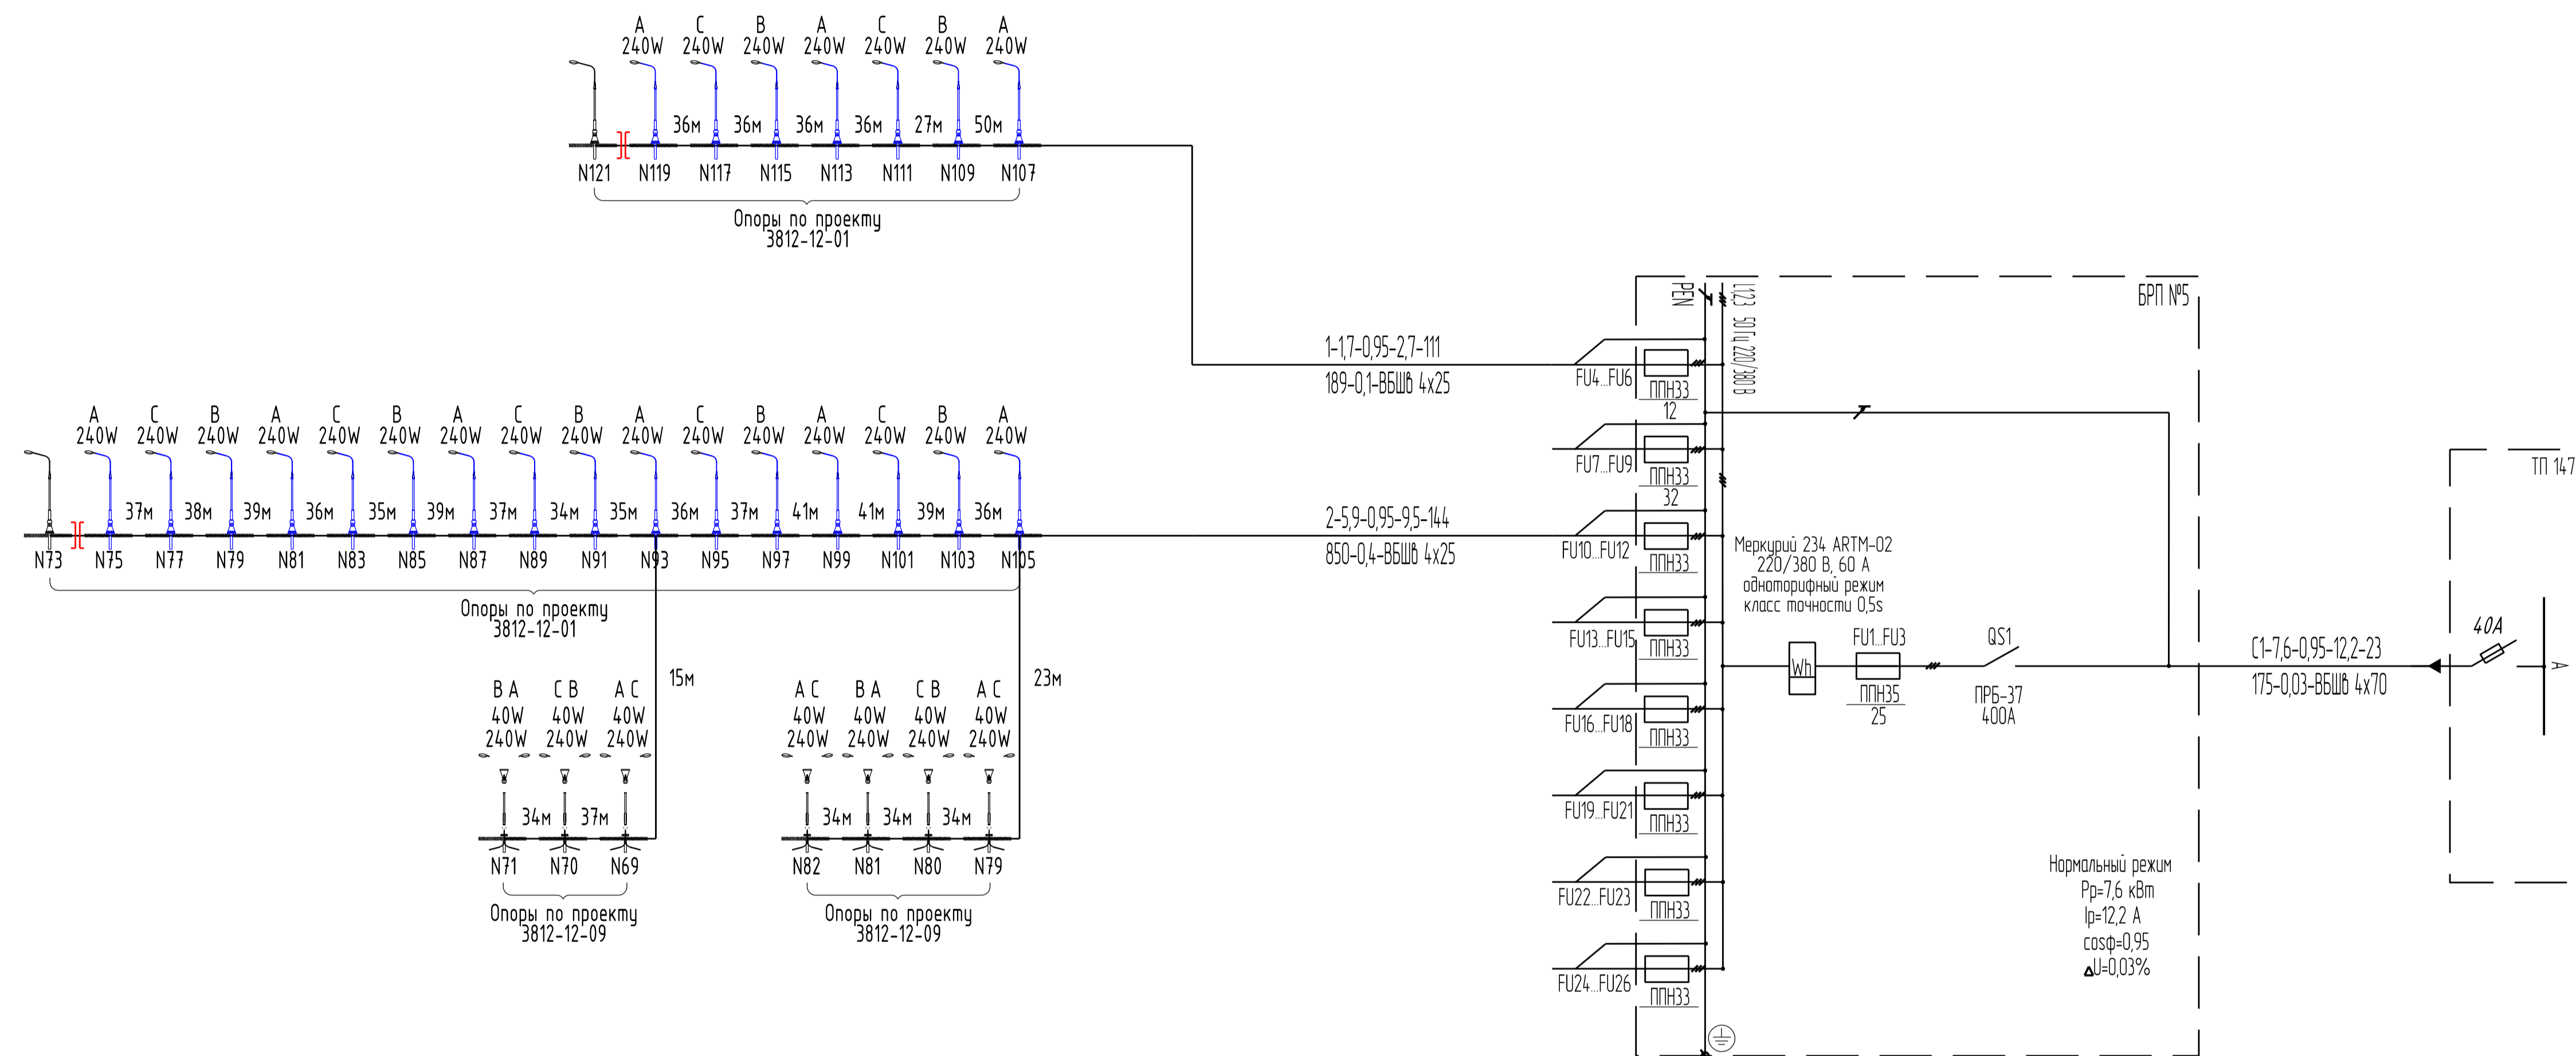 A C B A C B A
240W 240W 240W 240W 240W 240W 240W
36м 36м 36м 36м 27м 50м
N121 N119 N117 N115 N113 N111 N109 N107
Опоры по проекту
3812-12-01
A C B A C B A C B A C B A C B A
240W 240W 240W 240W 240W 240W 240W 240W 240W 240W 240W 240W 240W 240W 240W 240W
37м 38м 39м 36м 35м 39м 37м 34м 35м 36м 37м 41м 41м 39м 36м
N73 N75 N77 N79 N81 N83 N85 N87 N89 N91 N93 N95 N97 N99 N101 N103 N105
Опоры по проекту
3812-12-01
15м
23м
B A C B A C
40W 40W 40W
240W 240W 240W
34м 37м
N71 N70 N69
Опоры по проекту
3812-12-09
A C B A C B A C
40W 40W 40W 40W
240W 240W 240W 240W
34м 34м 34м
N82 N81 N80 N79
Опоры по проекту
3812-12-09
1-1,7-0,95-2,7-111
189-0,1-ВБШв 4х25
2-5,9-0,95-9,5-144
850-0,4-ВБШв 4х25
PEN
L1,2,3 50Гц 220/380 В
БРП №5
FU4...FU6
ППН33
12
FU7...FU9
ППН33
32
FU10...FU12
ППН33
FU13...FU15
ППН33
FU16...FU18
ППН33
FU19...FU21
ППН33
FU22...FU23
ППН33
FU24...FU26
ППН33
Меркурий 234 ARTM-02
220/380 В, 60 А
одноторифный режим
класс точности 0,5s
Wh
FU1...FU3
ППН35
25
QS1
ПРБ-37
400А
Нормальный режим
Рр=7,6 кВт
Iр=12,2 А
cosφ=0,95
ΔU=0,03%
С1-7,6-0,95-12,2-23
175-0,03-ВБШв 4х70
ТП 147
40А
A